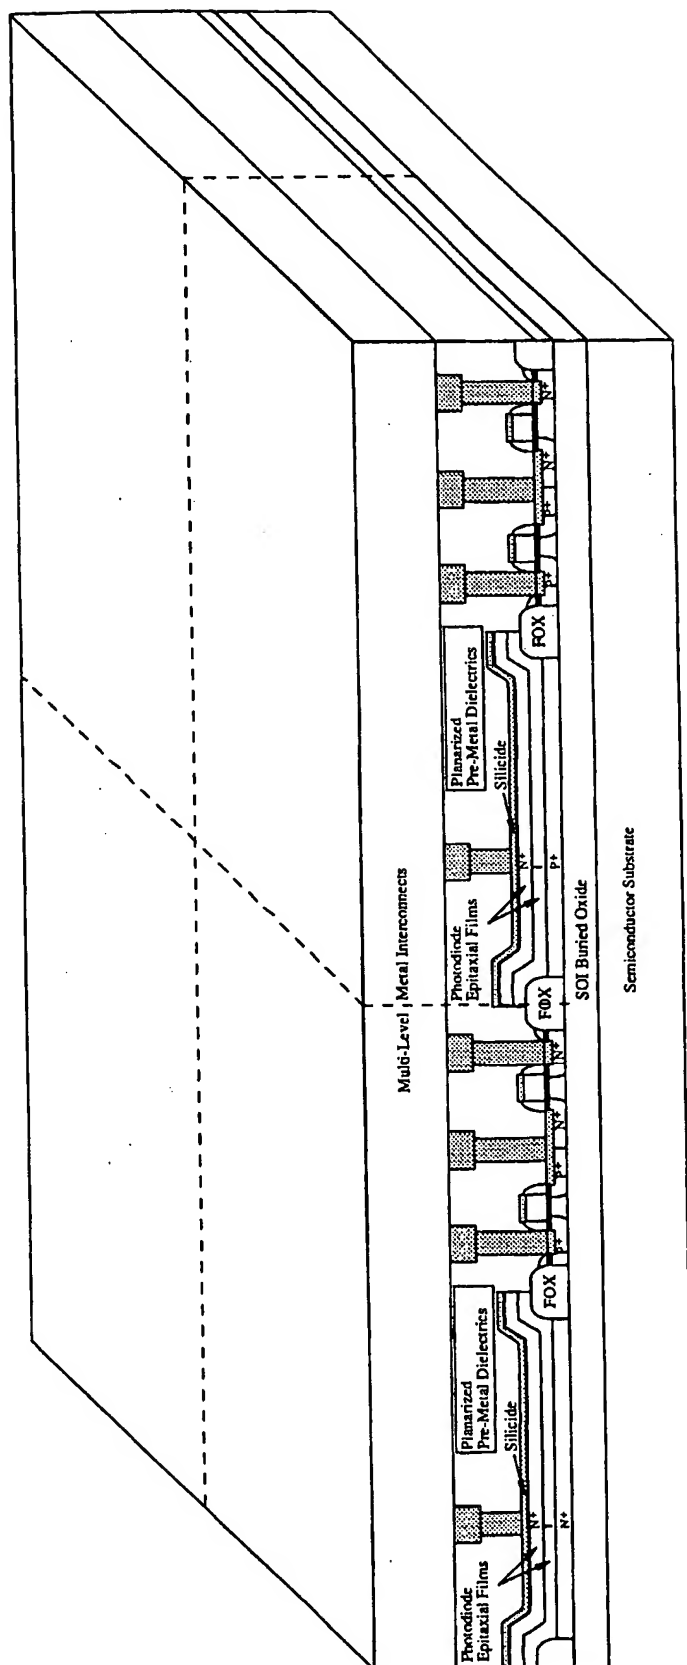 Multi-Level Metal Interconnects
Photodiode
Epitaxial Films
Planarized
Pre-Metal Dielectrics
Silicide
N+
I
N+
FOX
P+
P+
N+
N+
FOX
Photodiode
Epitaxial Films
Planarized
Pre-Metal Dielectrics
Silicide
N+
I
P+
FOX
P+
P+
N+
N+
SOI Buried Oxide
Semiconductor Substrate